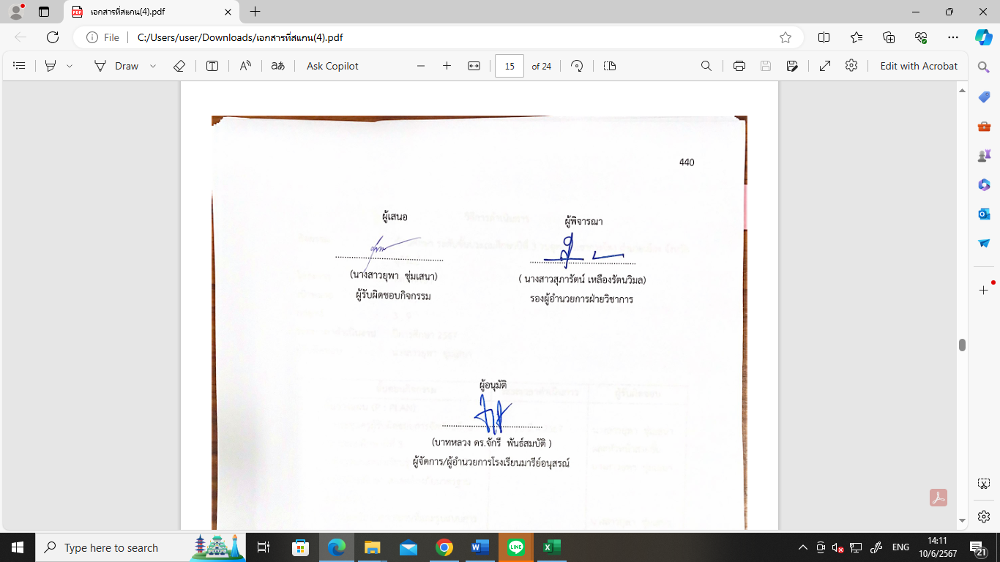 เอกสารที่สแกน(4).pdf
File
C:/Users/user/Downloads/เอกสารที่สแกน(4).pdf
Draw
Ask Copilot
15
of 24
Edit with Acrobat
440
ผู้เสนอ
ผู้พิจารณา
(นางสาวยุพา ชุ่มเสนา)
( นางสาวสุภารัตน์ เหลืองรัตนวิมล)
ผู้รับผิดชอบกิจกรรม
รองผู้อำนวยการฝ่ายวิชาการ
ผู้อนุมัติ
(บาทหลวง ดร.จักรี พันธ์สมบัติ )
ผู้จัดการ/ผู้อำนวยการโรงเรียนมารีย์อนุสรณ์
Type here to search
ENG
14:11
10/6/2567
21